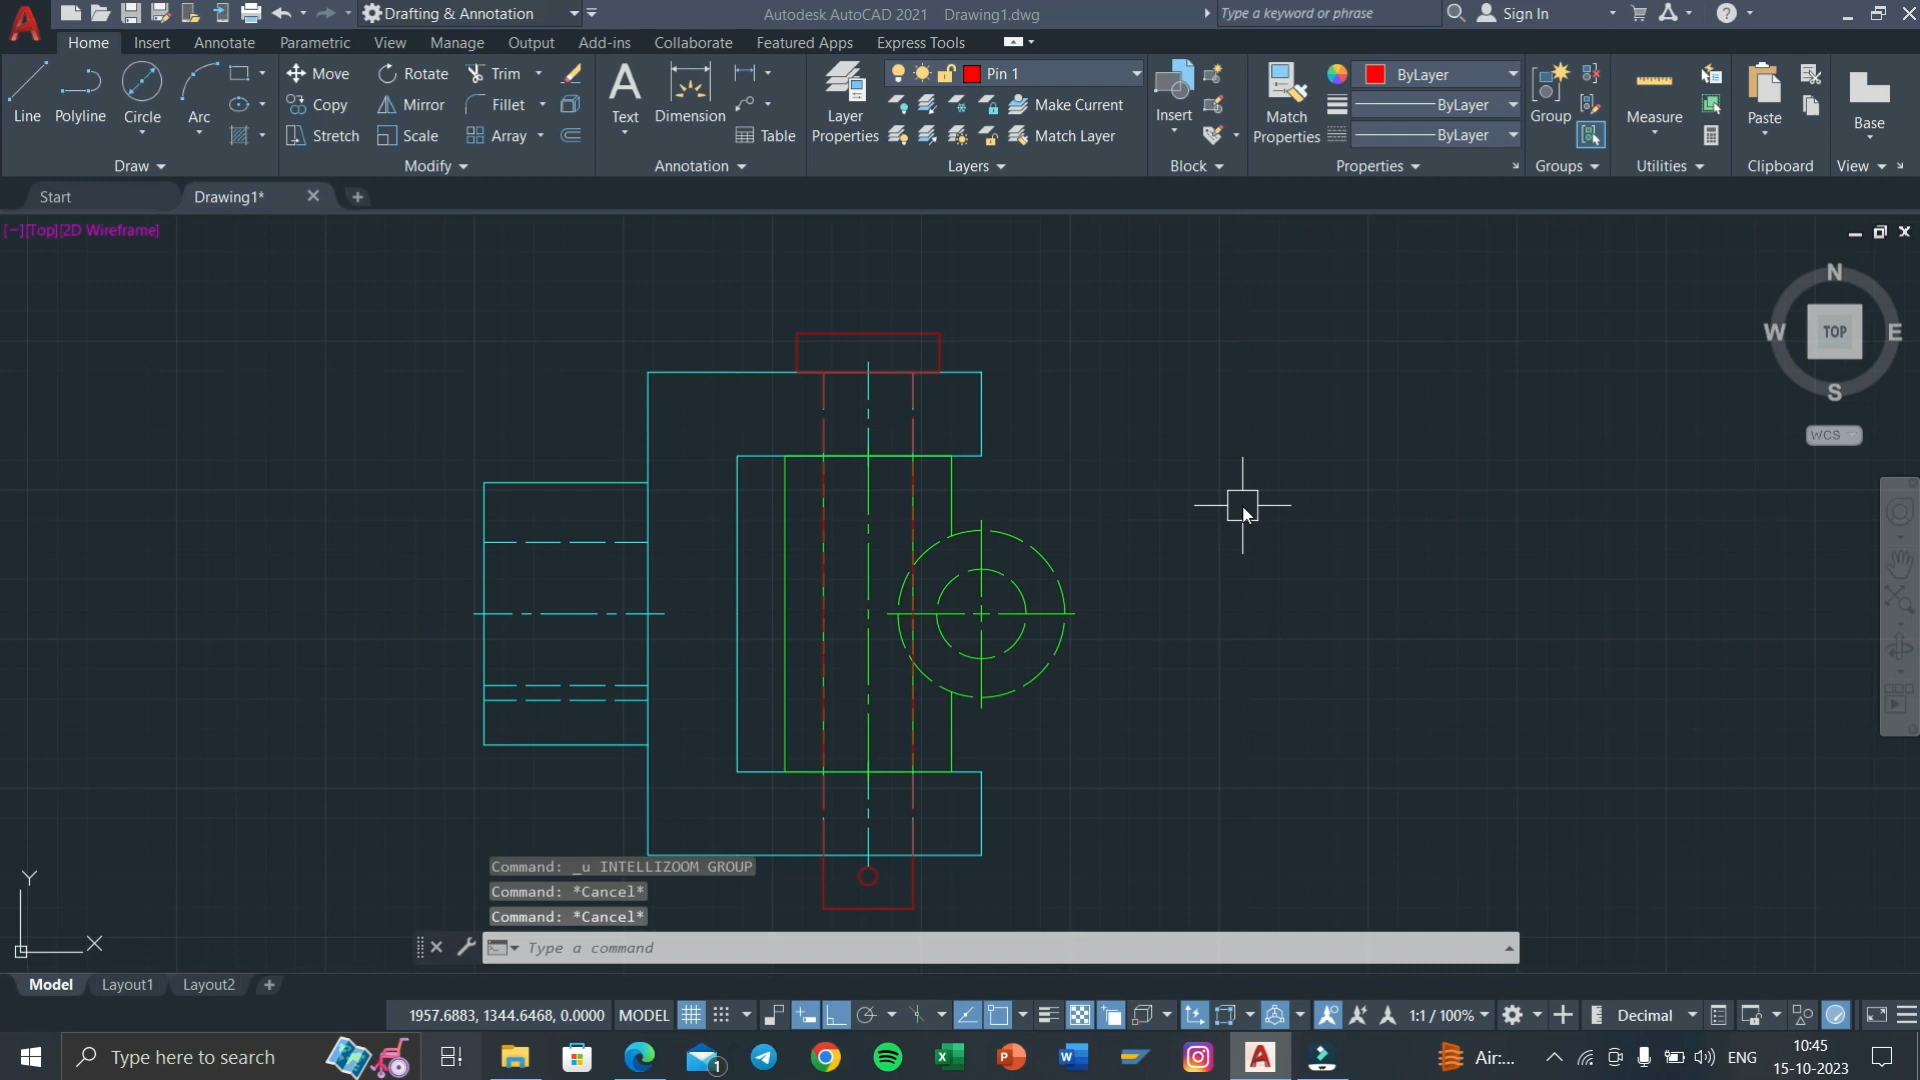 Drafting & Annotation
Autodesk AutoCAD 2021 Drawing1.dwg
Type a keyword or phrase
Sign In
Home Insert Annotate Parametric View Manage Output Add-ins Collaborate Featured Apps Express Tools
Line
Polyline
Circle
Arc
Draw
Move
Rotate
Trim
Copy
Mirror
Fillet
Stretch
Scale
Array
Modify
Text
Dimension
Table
Annotation
Layer
Properties
Pin 1
Make Current
Match Layer
Layers
Insert
Block
Match
Properties
ByLayer
ByLayer
ByLayer
Properties
Group
Groups
Measure
Utilities
Paste
Clipboard
Base
View
Start
Drawing1*
[−][Top][2D Wireframe]
N
W
TOP
E
S
WCS
Y
X
Command: _u INTELLIZOOM GROUP
Command: *Cancel*
Command: *Cancel*
Type a command
Model Layout1 Layout2
1957.6883, 1344.6468, 0.0000 MODEL
1:1 / 100%
Decimal
Type here to search
1
Air:...
ENG
10:45
15-10-2023